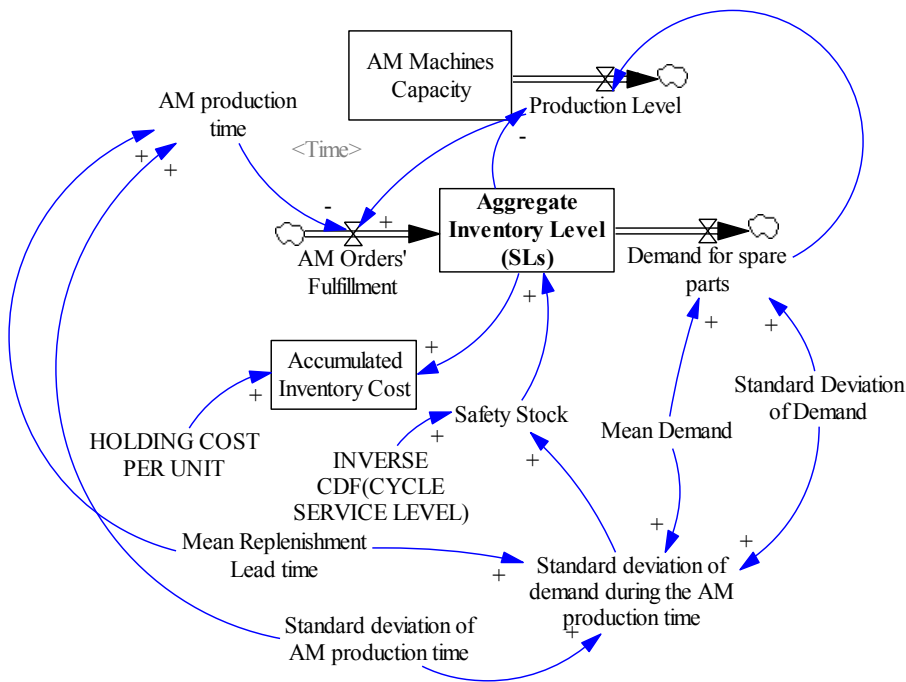 AM Machines
Capacity
Production Level
AM production
time
<Time>
-
+
+
-
+
Aggregate
Inventory Level
(SLs)
AM Orders'
Fulfillment
Demand for spare
parts
+
+
+
+
Accumulated
Inventory Cost
+
Standard Deviation
of Demand
Safety Stock
Mean Demand
HOLDING COST
PER UNIT
+
+
INVERSE
CDF(CYCLE
SERVICE LEVEL)
+
+
Mean Replenishment
Lead time
+
Standard deviation of
demand during the AM
production time
Standard deviation of
AM production time
+